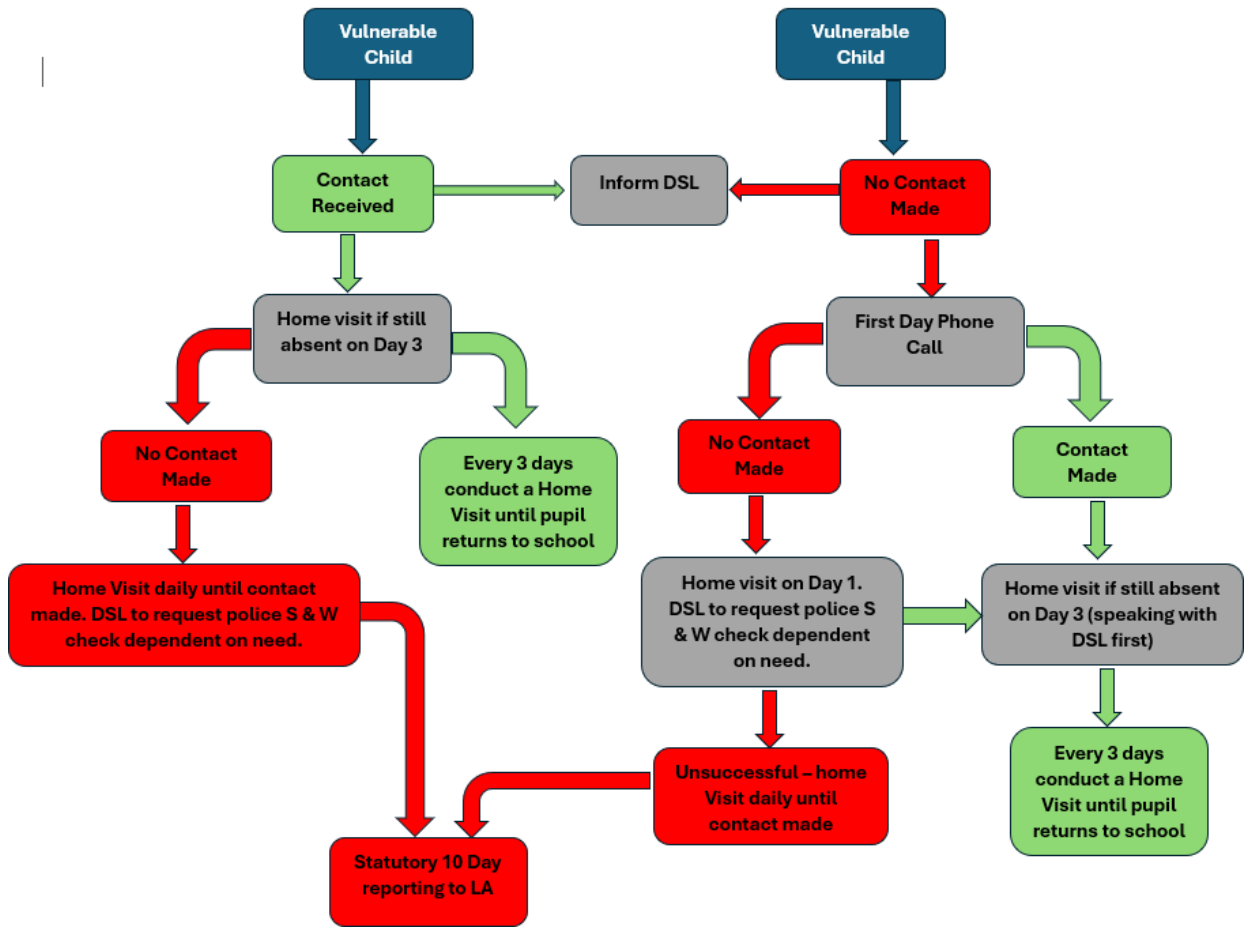 Vulnerable
Child
Vulnerable
Child
Contact
Received
Inform DSL
No Contact
Made
Home visit if still
absent on Day 3
First Day Phone
Call
No Contact
Made
Every 3 days
conduct a Home
Visit until pupil
returns to school
No Contact
Made
Contact
Made
Home Visit daily until contact
made. DSL to request police S & W
check dependent on need.
Home visit on Day 1.
DSL to request police S
& W check dependent
on need.
Home visit if still absent
on Day 3 (speaking with
DSL first)
Unsuccessful – home
Visit daily until
contact made
Every 3 days
conduct a Home
Visit until pupil
returns to school
Statutory 10 Day
reporting to LA